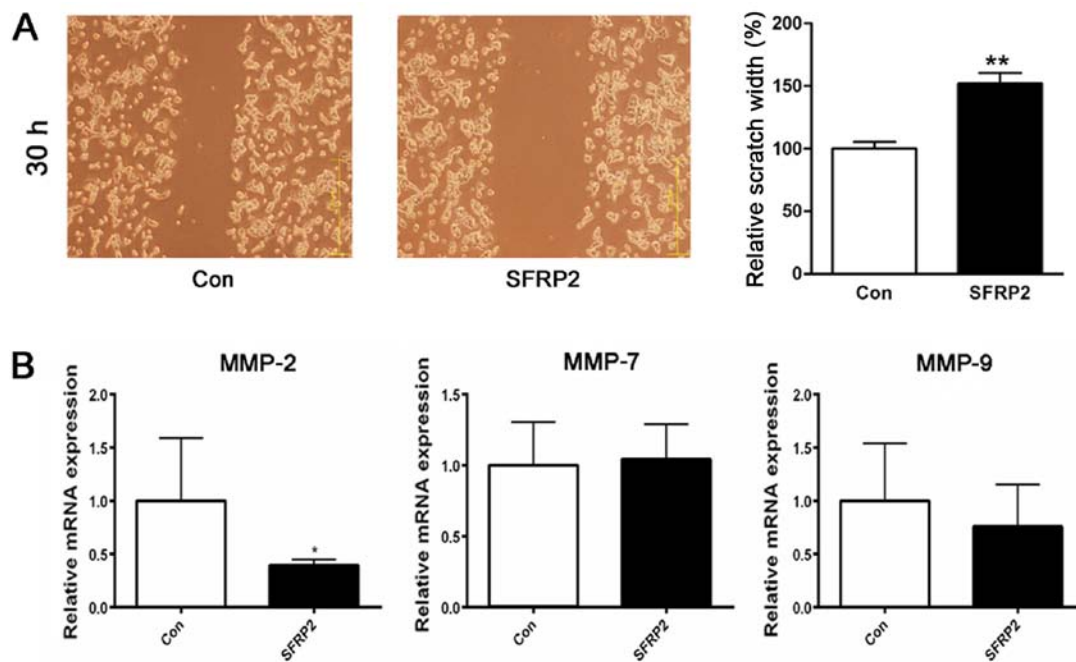 A
30 h
Con
SFRP2
Relative scratch width (%)
200
150
100
50
0
**
Con
SFRP2
B
MMP-2
Relative mRNA expression
2.0
1.5
1.0
0.5
0.0
*
Con
SFRP2
MMP-7
Relative mRNA expression
1.5
1.0
0.5
0.0
Con
SFRP2
MMP-9
Relative mRNA expression
2.0
1.5
1.0
0.5
0.0
Con
SFRP2